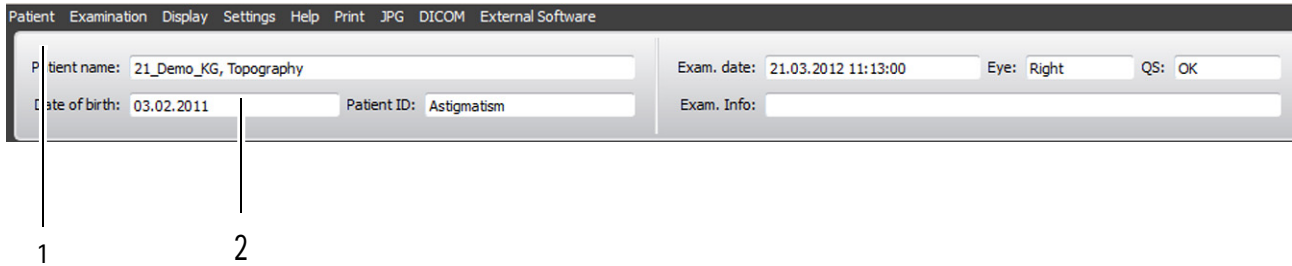 Patient Examination Display Settings Help Print JPG DICOM External Software
Patient name: 21_Demo_KG, Topography Exam. date: 21.03.2012 11:13:00 Eye: Right QS: OK
Date of birth: 03.02.2011 Patient ID: Astigmatism Exam. Info:
1 2